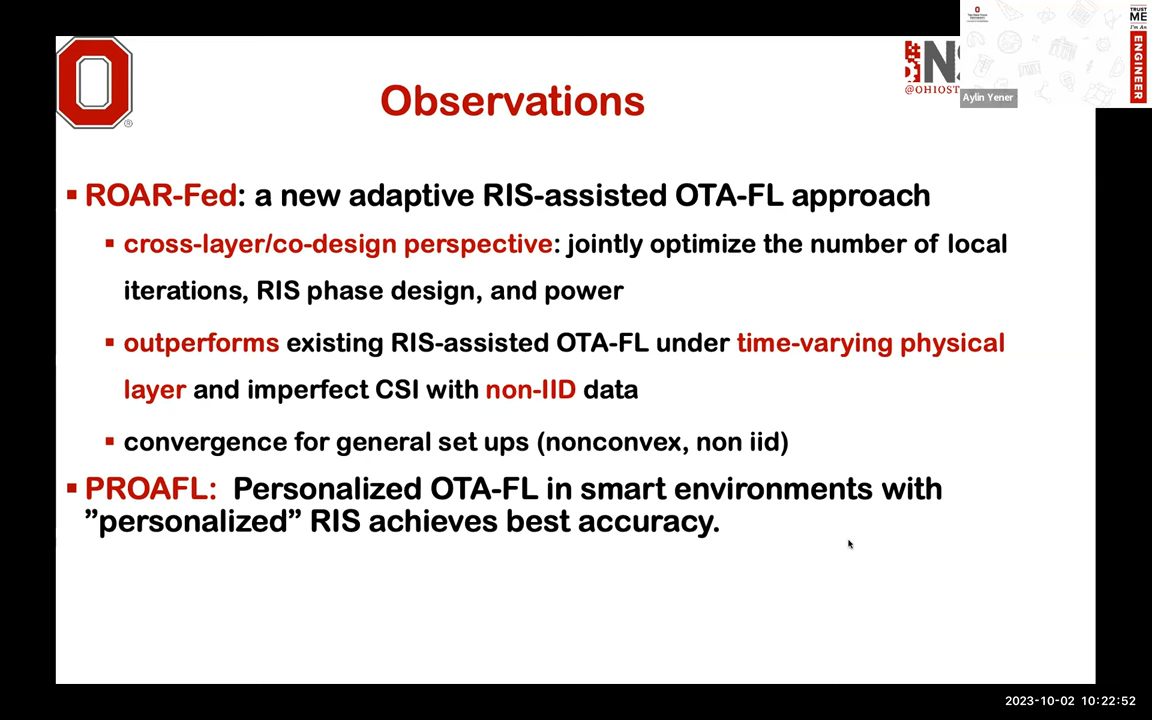 Observations
@OHIOST
Aylin Yener
TRUST
ME
I'm An
ENGINEER
▪ ROAR-Fed: a new adaptive RIS-assisted OTA-FL approach
▪ cross-layer/co-design perspective: jointly optimize the number of local
iterations, RIS phase design, and power
▪ outperforms existing RIS-assisted OTA-FL under time-varying physical
layer and imperfect CSI with non-IID data
▪ convergence for general set ups (nonconvex, non iid)
▪ PROAFL:  Personalized OTA-FL in smart environments with
”personalized” RIS achieves best accuracy.
2023-10-02 10:22:52